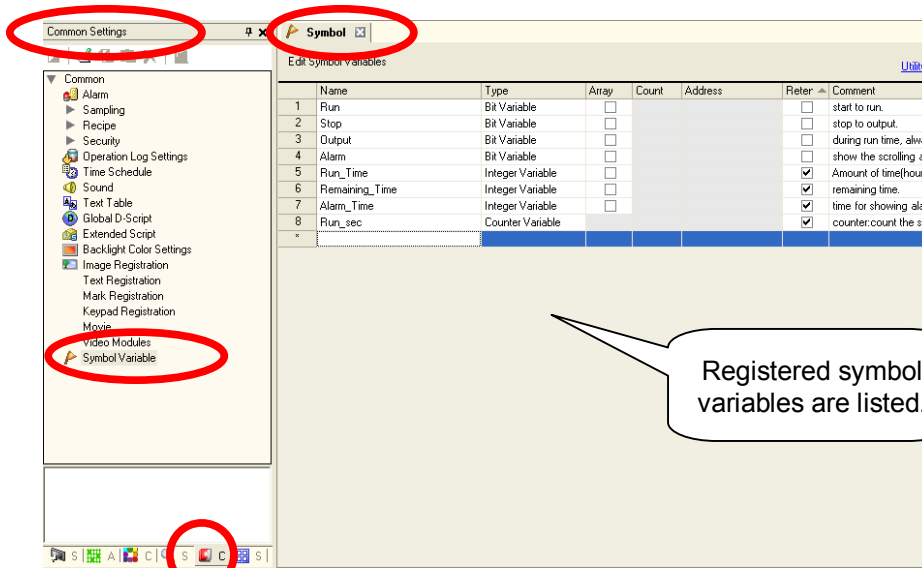 Common Settings
Symbol
Edit Symbol Variables
Utility
Common
Alarm
Sampling
Recipe
Security
Operation Log Settings
Time Schedule
Sound
Text Table
Global D-Script
Extended Script
Backlight Color Settings
Image Registration
Text Registration
Mark Registration
Keypad Registration
Movie
Video Modules
Symbol Variable
Name Type Array Count Address Reter Comment
1 Run Bit Variable start to run.
2 Stop Bit Variable stop to output.
3 Output Bit Variable during run time, alw
4 Alarm Bit Variable show the scrolling a
5 Run_Time Integer Variable Amount of time(hour
6 Remaining_Time Integer Variable remaining time.
7 Alarm_Time Integer Variable time for showing ala
8 Run_sec Counter Variable counter:count the s
*
Registered symbol
variables are listed.
S A C S C S